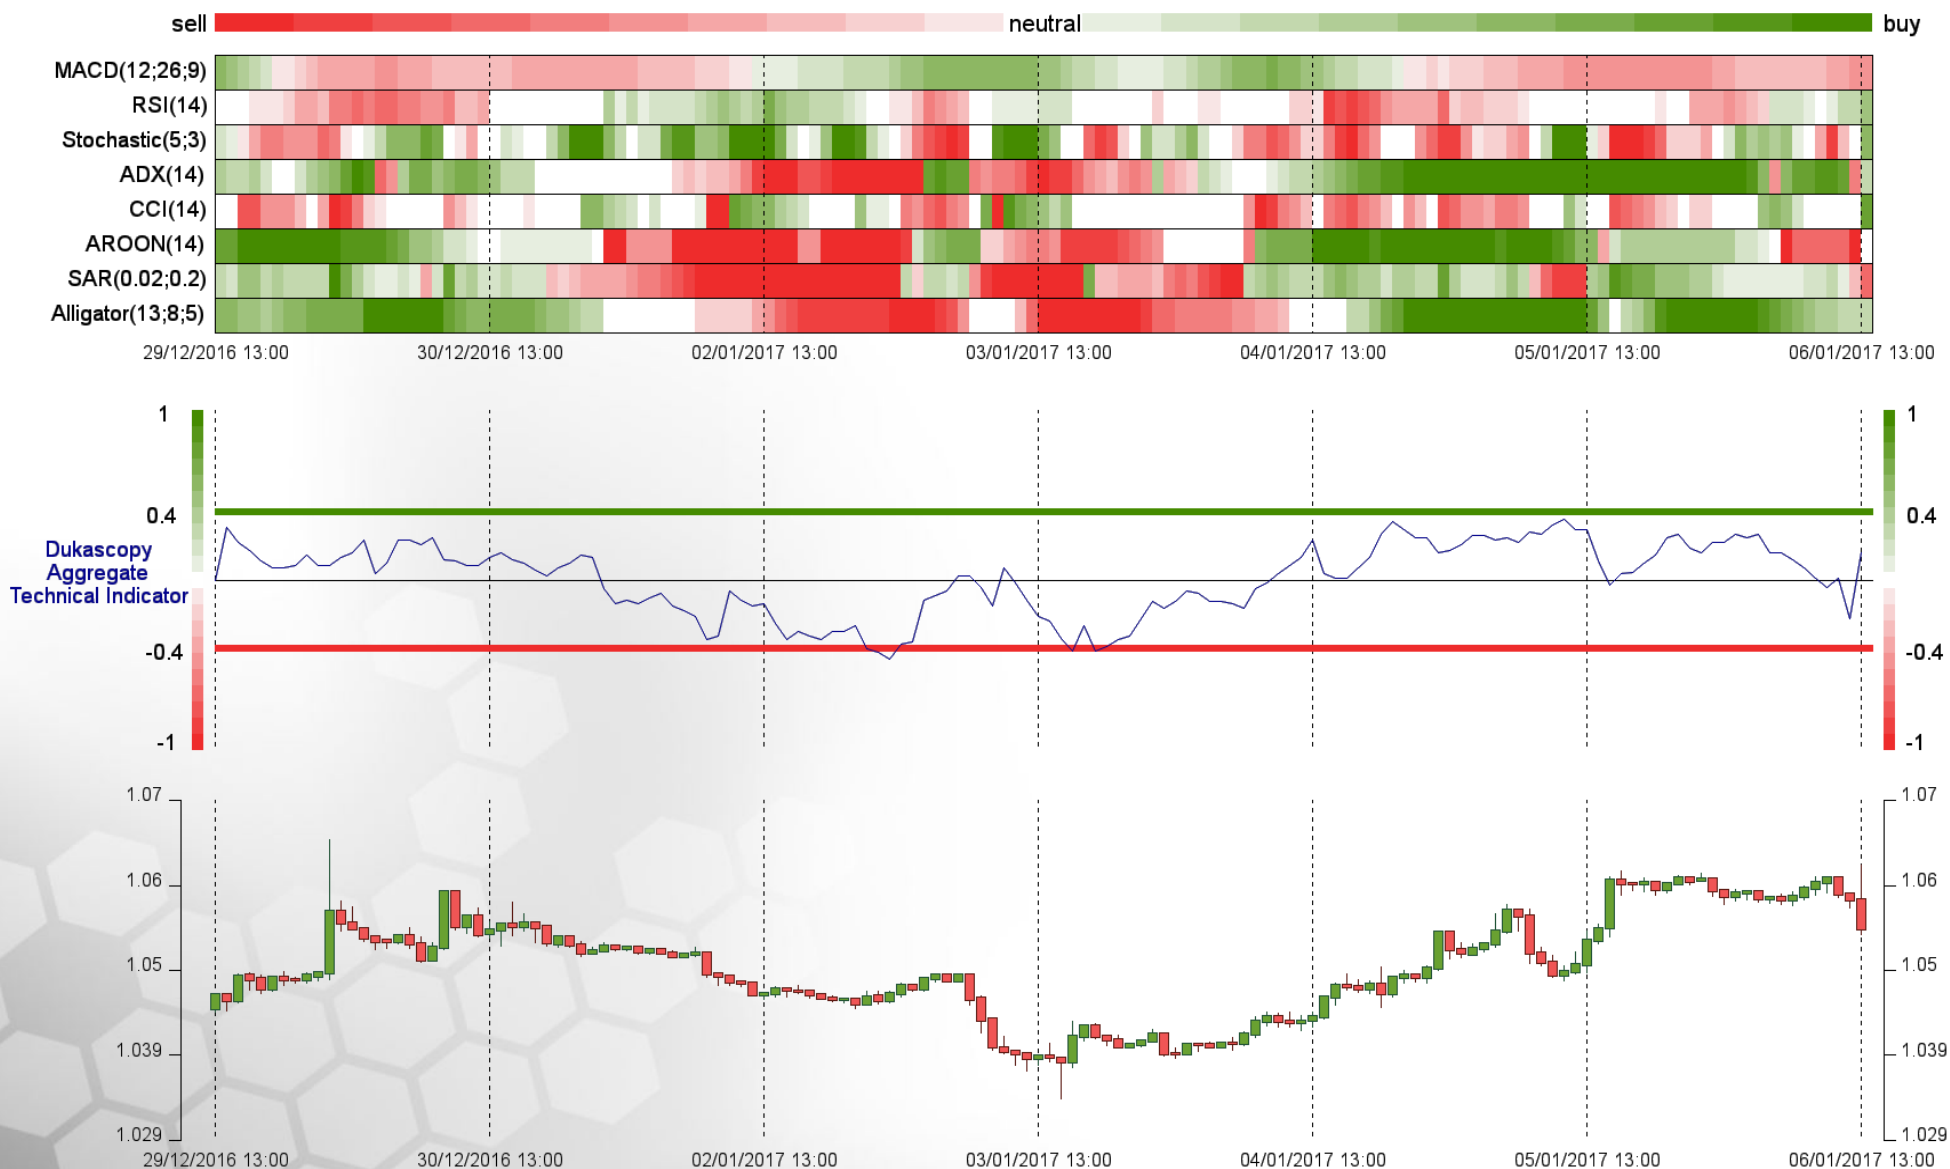 sell neutral buy
MACD(12;26;9)
RSI(14)
Stochastic(5;3)
ADX(14)
CCI(14)
AROON(14)
SAR(0.02;0.2)
Alligator(13;8;5)
29/12/2016 13:00 30/12/2016 13:00 02/01/2017 13:00 03/01/2017 13:00 04/01/2017 13:00 05/01/2017 13:00 06/01/2017 13:00
1 1
0.4 0.4
Dukascopy
Aggregate
Technical Indicator
-0.4 -0.4
-1 -1
1.07 1.07
1.06 1.06
1.05 1.05
1.039 1.039
1.029 1.029
29/12/2016 13:00 30/12/2016 13:00 02/01/2017 13:00 03/01/2017 13:00 04/01/2017 13:00 05/01/2017 13:00 06/01/2017 13:00